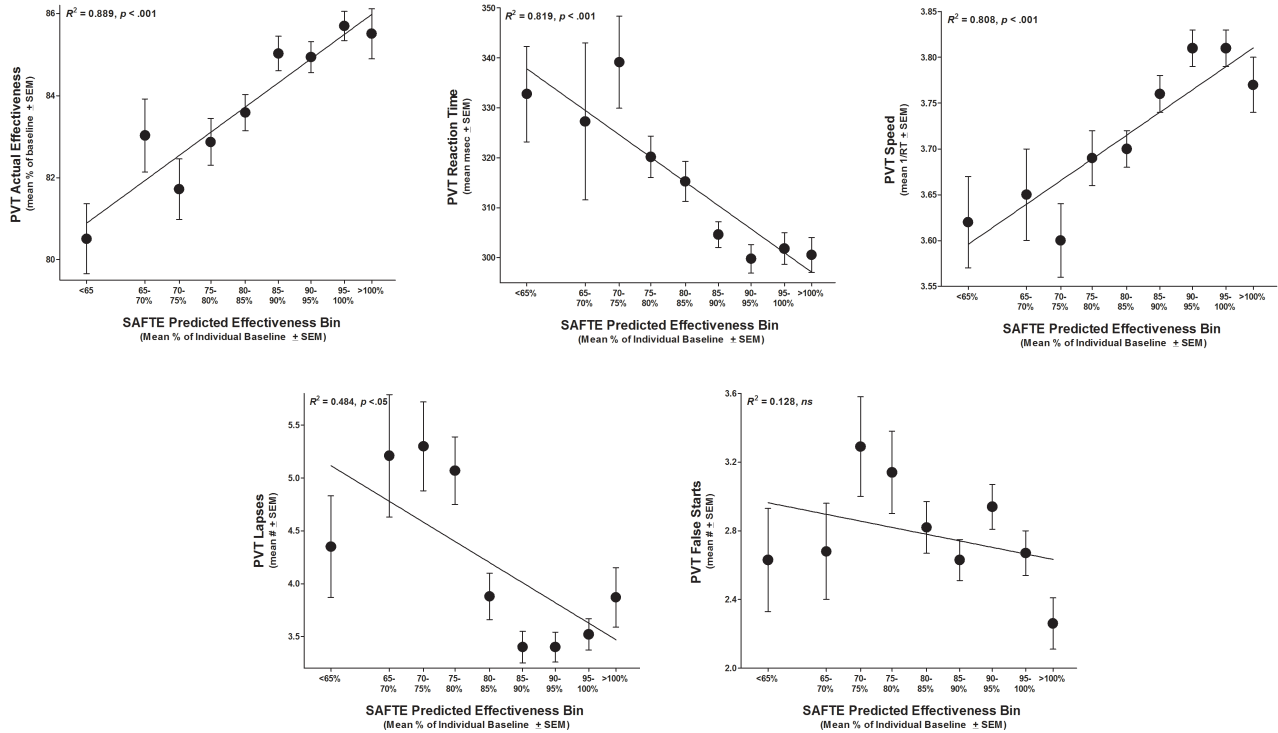 R² = 0.889, p < .001
PVT Actual Effectiveness
(mean % of baseline ± SEM)
86
84
82
80
<65 65- 70- 75- 80- 85- 90- 95- >100%
70% 75% 80% 85% 90% 95% 100%
SAFTE Predicted Effectiveness Bin
(Mean % of Individual Baseline ± SEM)
R² = 0.819, p < .001
PVT Reaction Time
(mean msec ± SEM)
350
340
330
320
310
300
<65% 65- 70- 75- 80- 85- 90- 95- >100%
70% 75% 80% 85% 90% 95% 100%
SAFTE Predicted Effectiveness Bin
(Mean % of Individual Baseline ± SEM)
R² = 0.808, p < .001
PVT Speed
(mean 1/RT ± SEM)
3.85
3.80
3.75
3.70
3.65
3.60
3.55
<65% 65- 70- 75- 80- 85- 90- 95- >100%
70% 75% 80% 85% 90% 95% 100%
SAFTE Predicted Effectiveness Bin
(Mean % of Individual Baseline ± SEM)
R² = 0.484, p <.05
PVT Lapses
(mean # ± SEM)
5.5
5.0
4.5
4.0
3.5
<65% 65- 70- 75- 80- 85- 90- 95- >100%
70% 75% 80% 85% 90% 95% 100%
SAFTE Predicted Effectiveness Bin
(Mean % of Individual Baseline ± SEM)
R² = 0.128, ns
PVT False Starts
(mean # ± SEM)
3.6
3.2
2.8
2.4
2.0
<65% 65- 70- 75- 80- 85- 90- 95- >100%
70% 75% 80% 85% 90% 95% 100%
SAFTE Predicted Effectiveness Bin
(Mean % of Individual Baseline ± SEM)